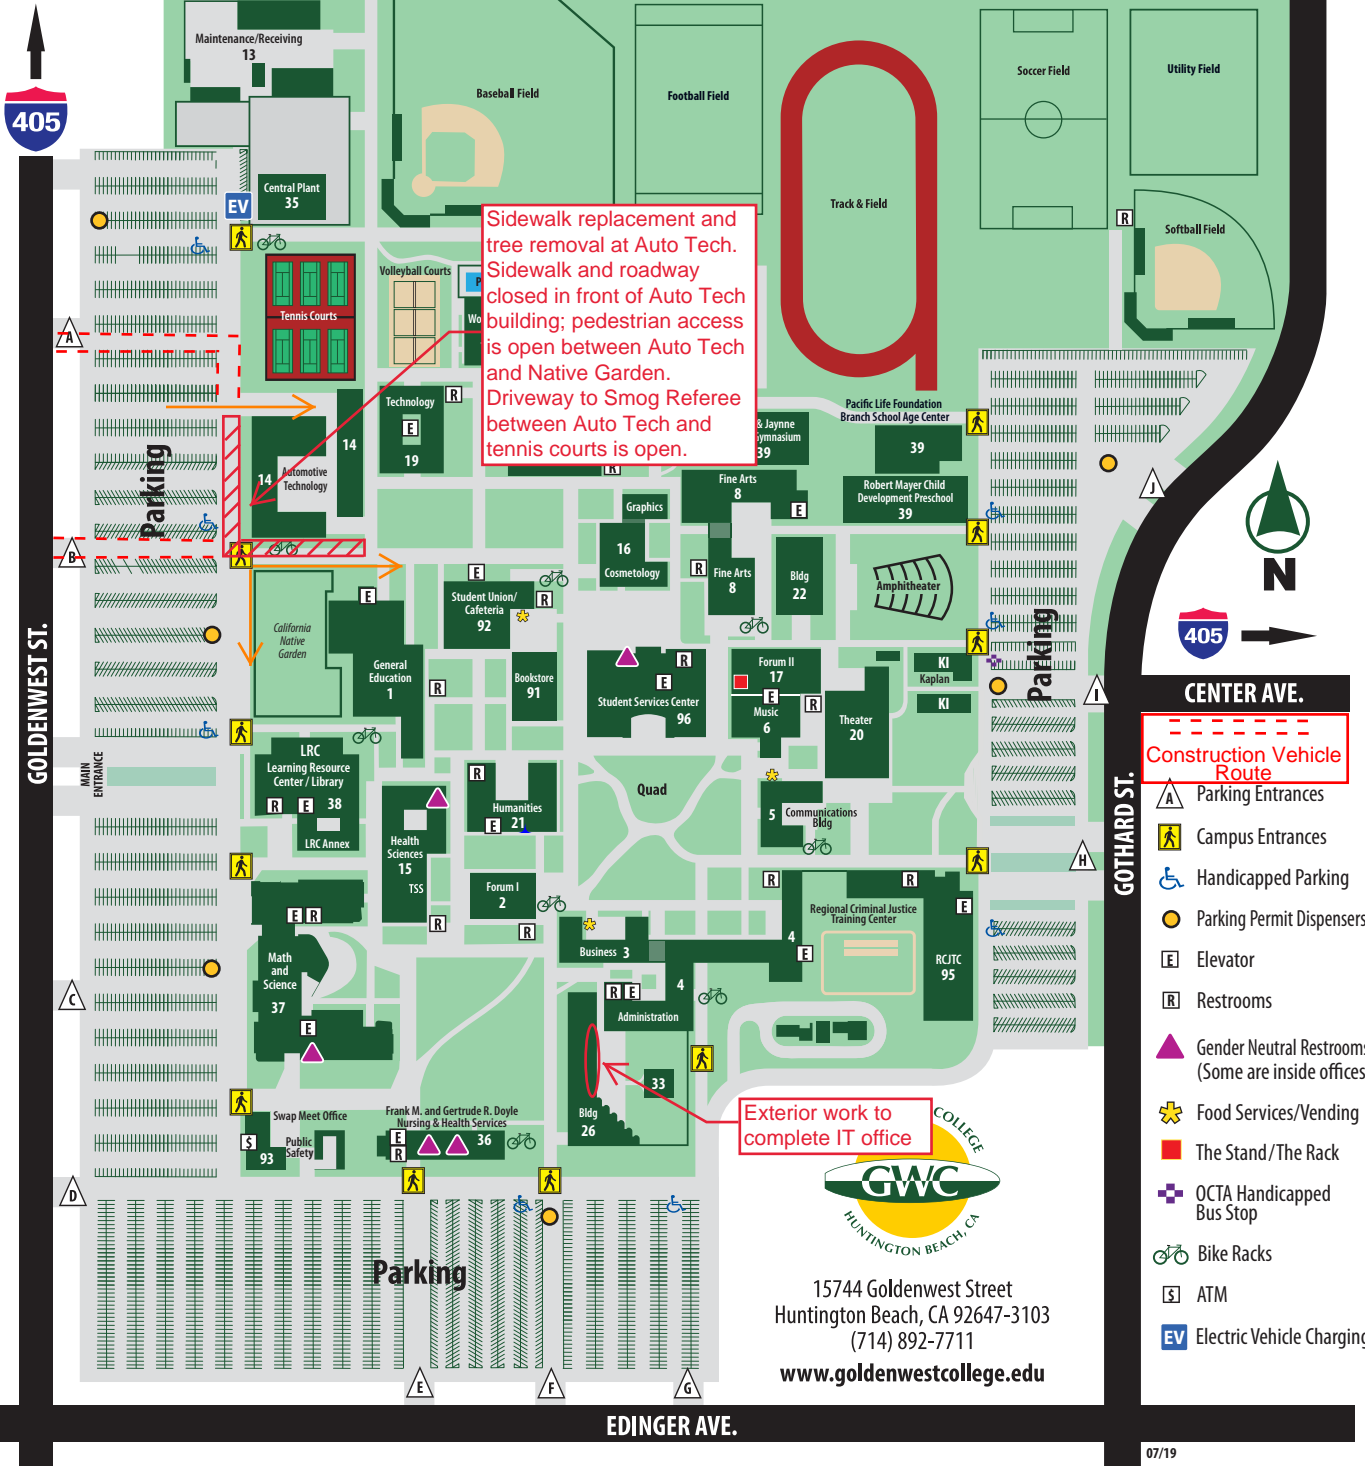 Maintenance/Receiving
13
405
Baseball Field
Football Field
Soccer Field
Utility Field
Central Plant
35
EV
Track & Field
R
Softball Field
Sidewalk replacement and
tree removal at Auto Tech.
Sidewalk and roadway
closed in front of Auto Tech
building; pedestrian access
is open between Auto Tech
and Native Garden.
Driveway to Smog Referee
between Auto Tech and
tennis courts is open.
Volleyball Courts
P
Wo
Tennis Courts
A
Technology
E
19
R
14
14
Automotive
Technology
Parking
B
R
& Jaynne
ymnasium
39
Pacific Life Foundation
Branch School Age Center
39
Fine Arts
8
E
Robert Mayer Child
Development Preschool
39
J
Graphics
16
Cosmetology
R
Fine Arts
8
Bldg
22
Amphitheater
N
405
GOLDENWEST ST.
California
Native
Garden
E
General
Education
1
E
Student Union/
Cafeteria
92
R
R
Bookstore
91
R
E
Student Services Center
96
Forum II
17
E
Music
6
R
Theater
20
KI
Kaplan
KI
Parking
I
CENTER AVE.
Construction Vehicle
Route
MAIN
ENTRANCE
LRC
Learning Resource
Center / Library
R
E
38
LRC Annex
R
Humanities
21
E
Quad
5
Communications
Bldg
GOTHARD ST.
A
Parking Entrances
Campus Entrances
Handicapped Parking
Parking Permit Dispensers
E
Elevator
R
Restrooms
Gender Neutral Restrooms
(Some are inside offices
Food Services/Vending
The Stand/The Rack
OCTA Handicapped
Bus Stop
Bike Racks
$
ATM
EV
Electric Vehicle Charging
Health
Sciences
15
TSS
R
Forum I
2
R
H
R
R
Regional Criminal Justice
Training Center
E
RCJTC
95
4
E
E
R
Math
and
Science
37
E
C
Business 3
4
R
E
Administration
33
Bldg
26
Exterior work to
complete IT office
Swap Meet Office
$
93
Public
Safety
Frank M. and Gertrude R. Doyle
Nursing & Health Services
E
R
36
D
COLLEGE
GWC
HUNTINGTON BEACH, CA
Parking
15744 Goldenwest Street
Huntington Beach, CA 92647-3103
(714) 892-7711
www.goldenwestcollege.edu
E
F
G
EDINGER AVE.
07/19